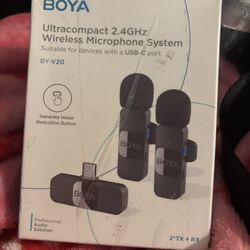 BOYA
Ultracompact 2.4GHz
Wireless Microphone System
Suitable for devices with a USB-C port
BY-V20
Separate Noise
Reduction Button
BOYA
BOYA
BOYA
Professional
Audio
Solution
2*TX + RX